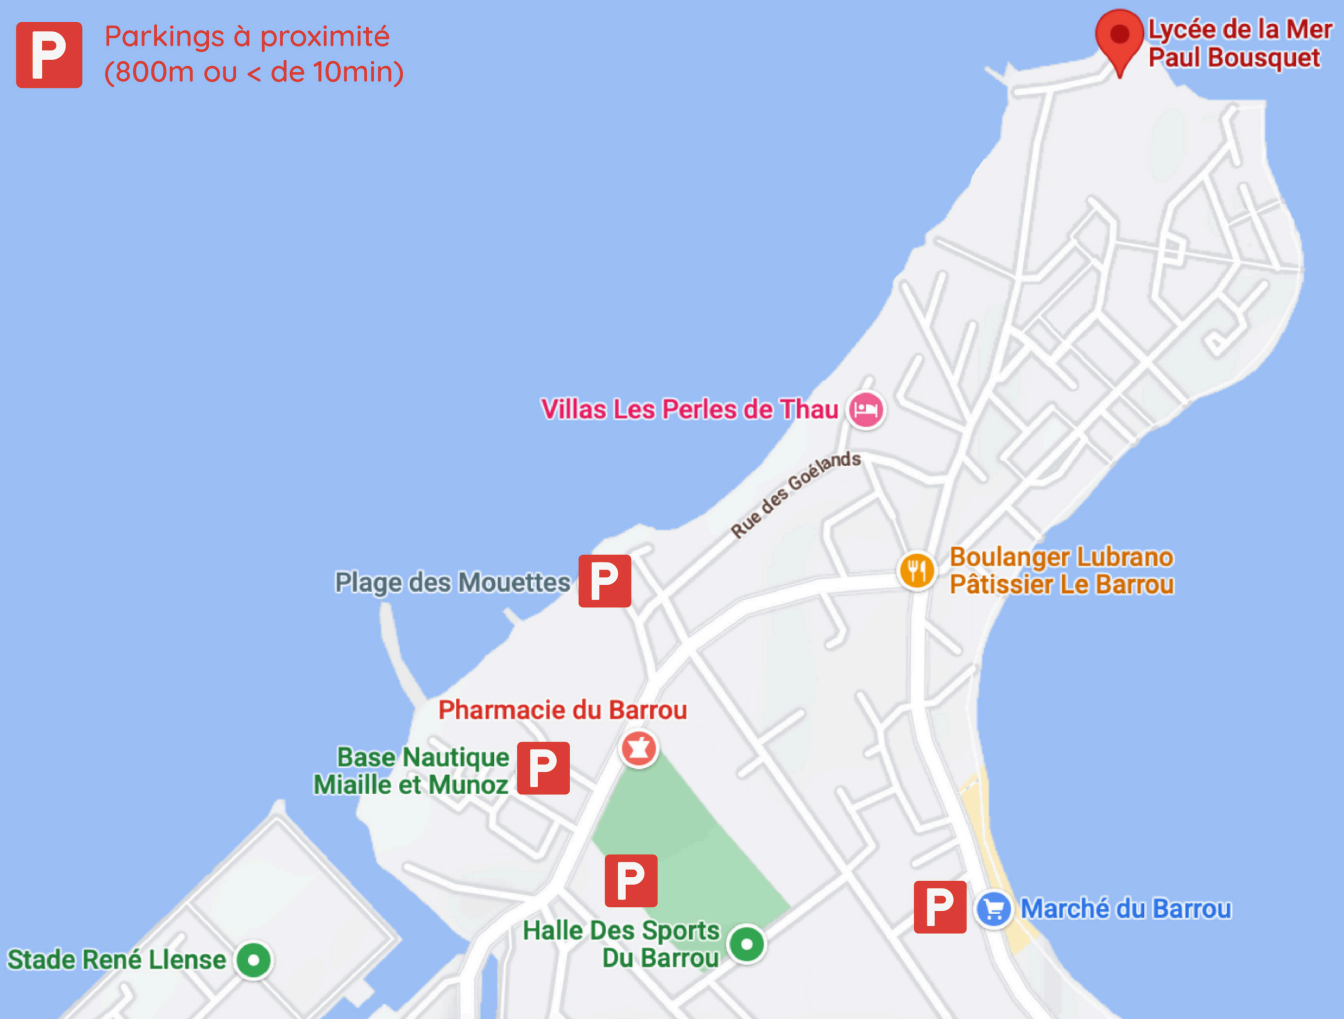 P
Parkings à proximité
(800m ou < de 10min)
Lycée de la Mer
Paul Bousquet
Villas Les Perles de Thau
Rue des Goélands
Boulanger Lubrano
Pâtissier Le Barrou
Plage des Mouettes
P
Pharmacie du Barrou
Base Nautique
Miaille et Munoz
P
P
P
Marché du Barrou
Halle Des Sports
Du Barrou
Stade René Llense